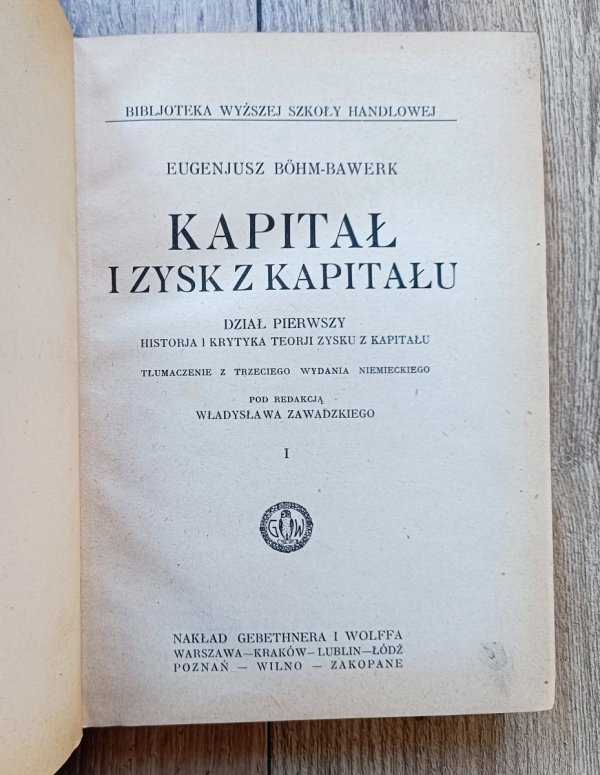 BIBLJOTEKA WYŻSZEJ SZKOŁY HANDLOWEJ
EUGENJUSZ BÖHM-BAWERK
KAPITAŁ
I ZYSK Z KAPITAŁU
DZIAŁ PIERWSZY
HISTORJA I KRYTYKA TEORJI ZYSKU Z KAPITAŁU
TŁUMACZENIE Z TRZECIEGO WYDANIA NIEMIECKIEGO
POD REDAKCJĄ
WŁADYSŁAWA ZAWADZKIEGO
I
G W
NAKŁAD GEBETHNERA I WOLFFA
WARSZAWA—KRAKÓW—LUBLIN—ŁÓDŹ
POZNAŃ — WILNO — ZAKOPANE